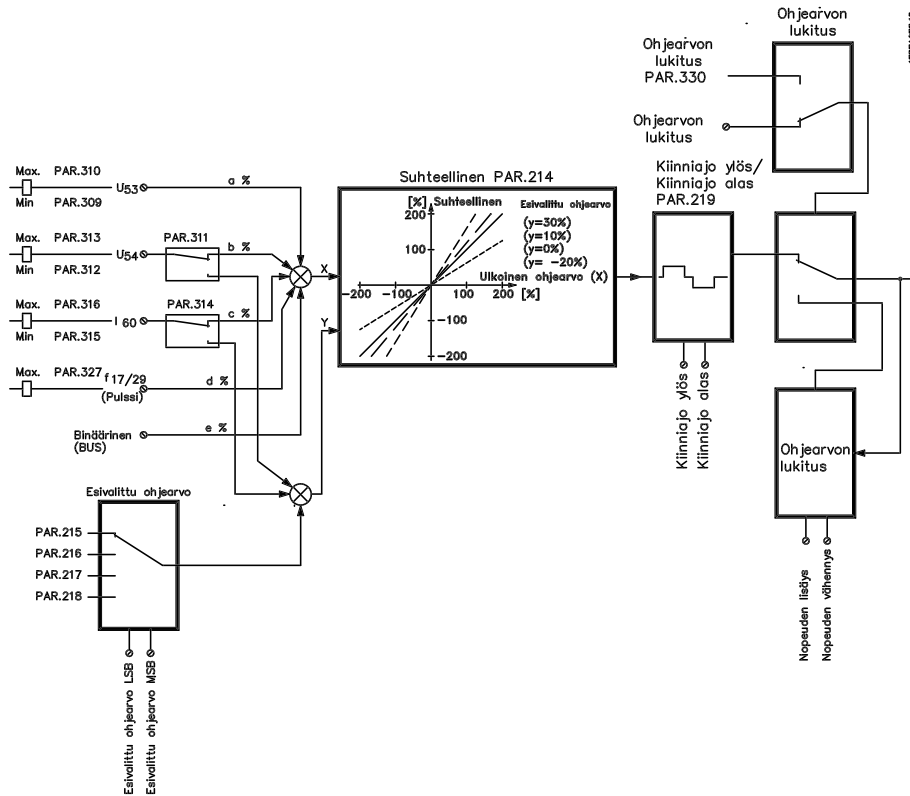 Ohjearvon
lukitus
Ohjearvon
lukitus
PAR.330
Ohjearvon
lukitus
Kiinniajo ylös/
Kiinniajo alas
PAR.219
Max. PAR.310
U53
Min PAR.309
a %
Max. PAR.313
U54
Min PAR.312
PAR.311
b %
Max. PAR.316
I 60
Min PAR.315
PAR.314
c %
Max. PAR.327
f17/29
(Pulssi)
d %
Binäärinen
(BUS)
e %
X
Y
Suhteellinen PAR.214
[%] Suhteellinen
200
100
-200 -100
100 200
[%]
-100
-200
Esivalittu ohjearvo
(y=30%)
(y=10%)
(y=0%)
(y= -20%)
Ulkoinen ohjearvo (X)
Kiinniajo ylös
Kiinniajo alas
Ohjearvon
lukitus
Nopeuden lisäys
Nopeuden vähennys
Esivalittu ohjearvo
PAR.215
PAR.216
PAR.217
PAR.218
Esivalittu ohjearvo LSB
Esivalittu ohjearvo MSB